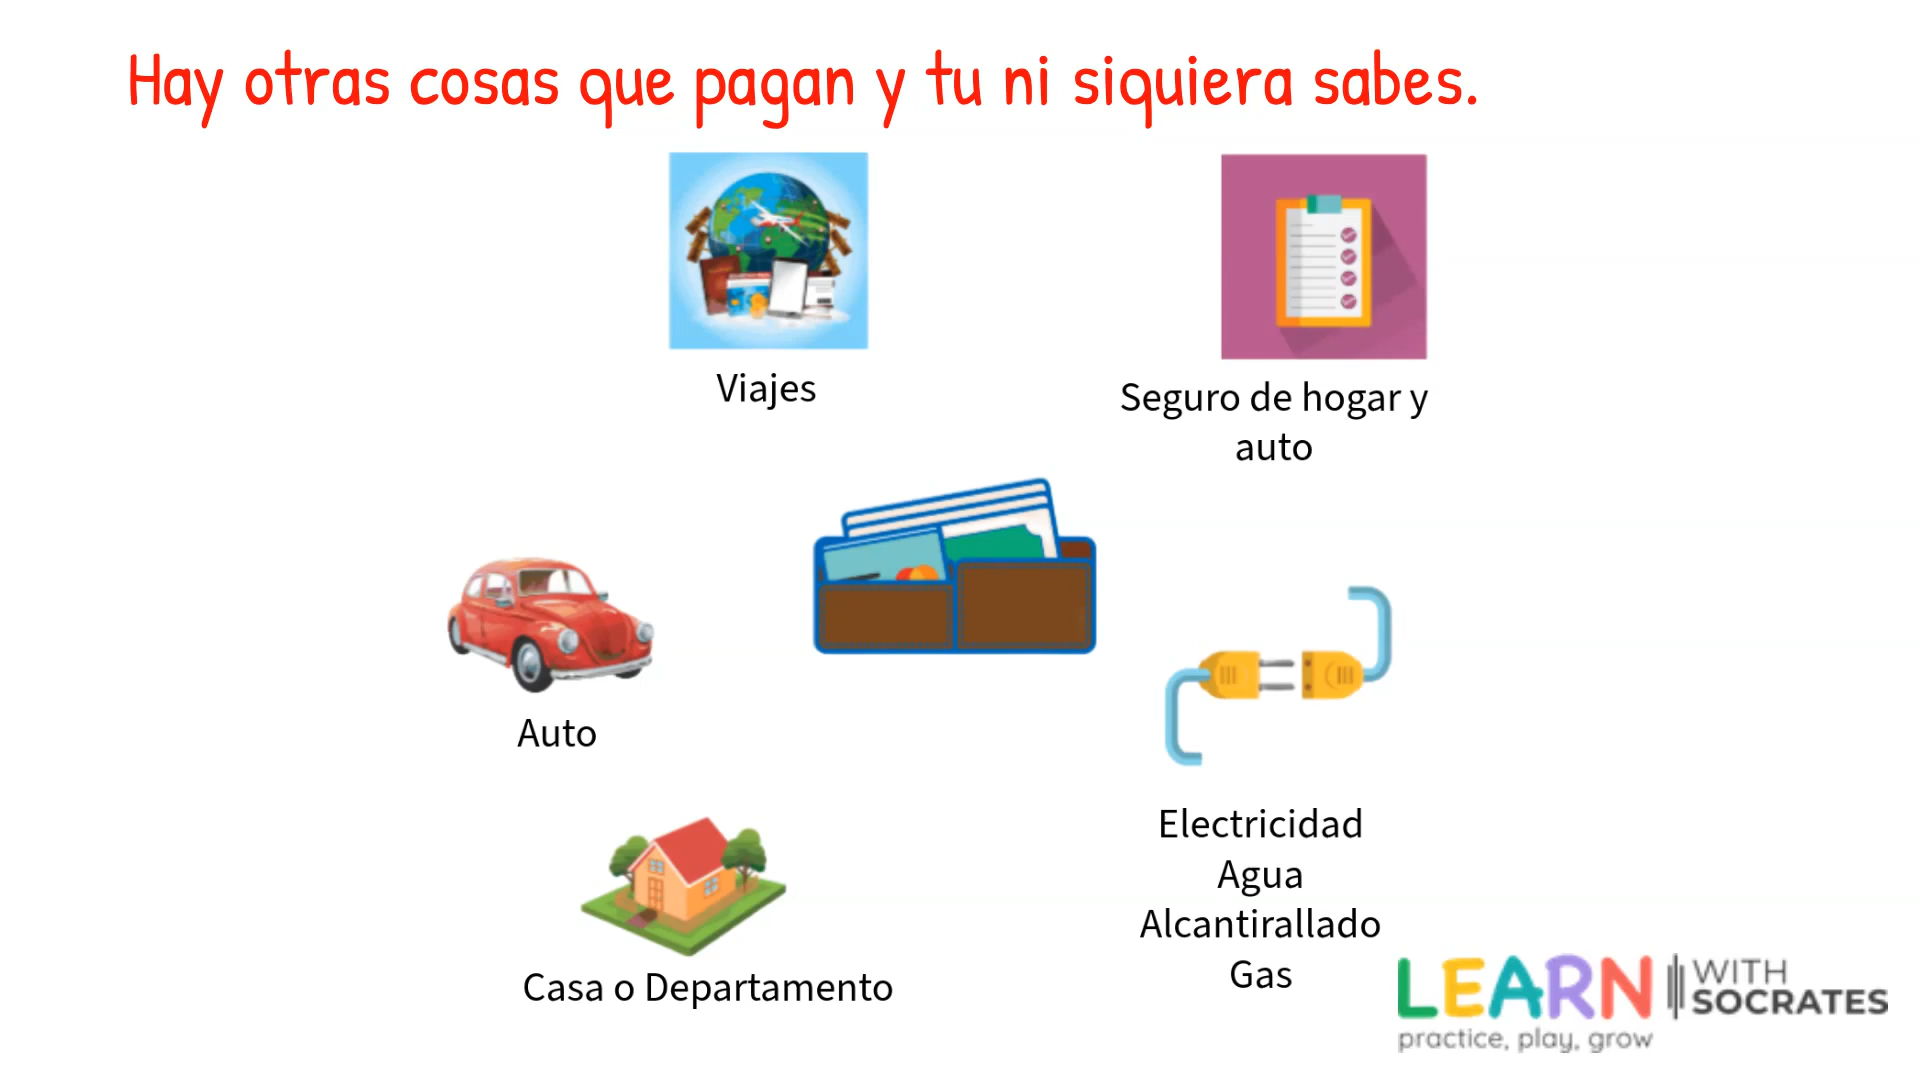 Hay otras cosas que pagan y tu ni siquiera sabes.
Viajes
Seguro de hogar y
auto
Auto
Electricidad
Agua
Alcantirallado
Gas
Casa o Departamento
LEARN WITH SOCRATES
practice, play, grow